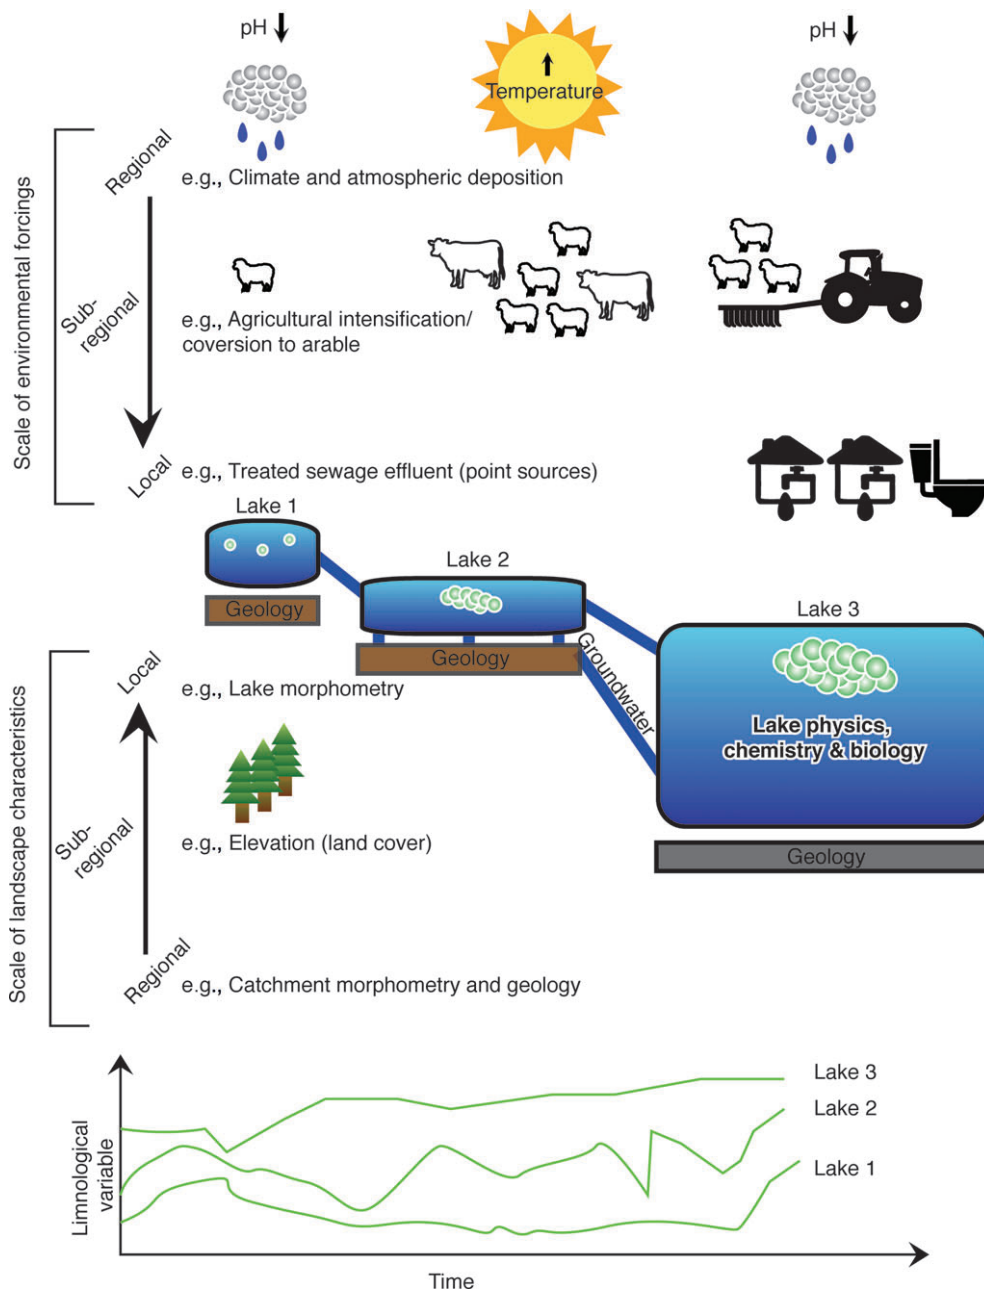 pH
Temperature
pH
Scale of environmental forcings
Regional
e.g., Climate and atmospheric deposition
Sub-
regional
e.g., Agricultural intensification/
coversion to arable
Local
e.g., Treated sewage effluent (point sources)
Lake 1
Geology
Lake 2
Geology
Groundwater
Lake 3
Lake physics,
chemistry & biology
Geology
Scale of landscape characteristics
Local
e.g., Lake morphometry
Sub-
regional
e.g., Elevation (land cover)
Regional
e.g., Catchment morphometry and geology
Limnological
variable
Lake 3
Lake 2
Lake 1
Time